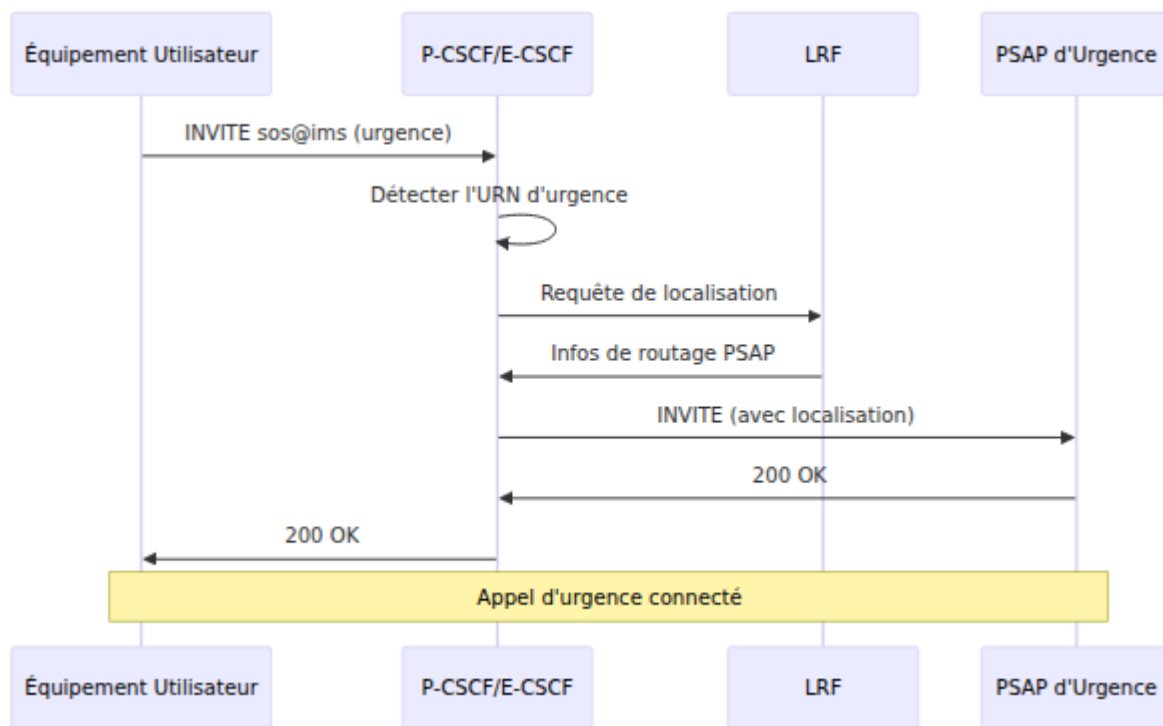 Équipement Utilisateur
P-CSCF/E-CSCF
LRF
PSAP d'Urgence
INVITE sos@ims (urgence)
Détecter l'URN d'urgence
Requête de localisation
Infos de routage PSAP
INVITE (avec localisation)
200 OK
200 OK
Appel d'urgence connecté
Équipement Utilisateur
P-CSCF/E-CSCF
LRF
PSAP d'Urgence